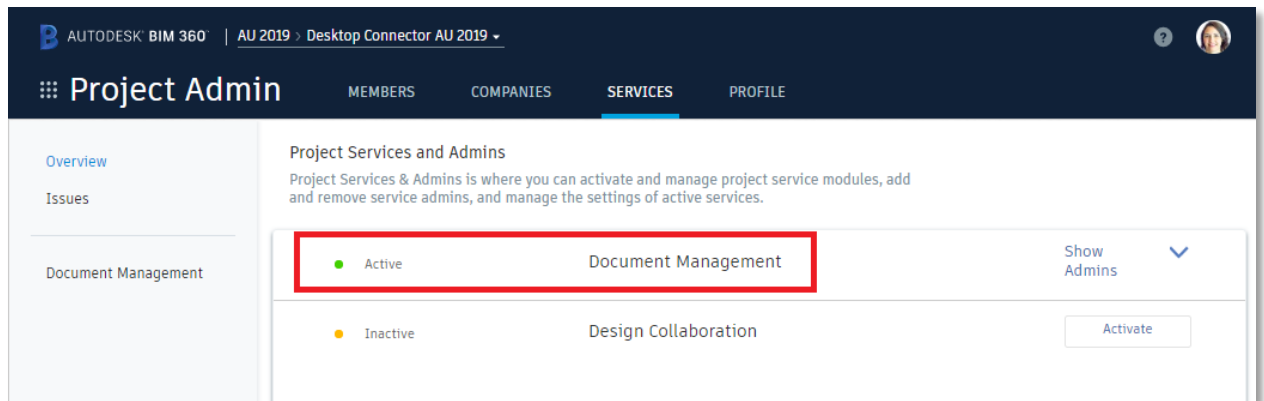 AUTODESK® BIM 360® | AU 2019 > Desktop Connector AU 2019
?
Project Admin MEMBERS COMPANIES SERVICES PROFILE
Overview
Issues
Document Management
Project Services and Admins
Project Services & Admins is where you can activate and manage project service modules, add
and remove service admins, and manage the settings of active services.
Active Document Management Show
Admins
Inactive Design Collaboration Activate